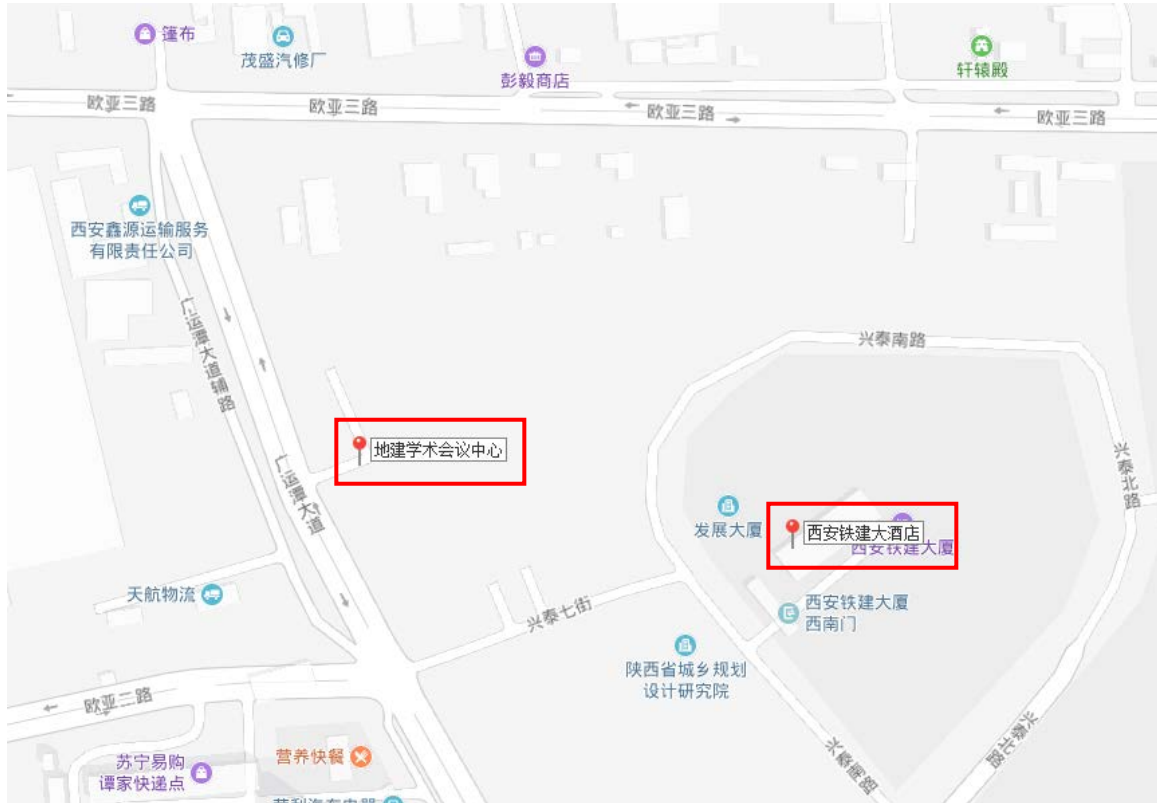 篷布
茂盛汽修厂
彭毅商店
轩辕殿
欧亚三路
欧亚三路
欧亚三路
欧亚三路
西安鑫源运输服务
有限责任公司
广运潭大道辅路
兴泰南路
地建学术会议中心
广运潭大道
兴泰北路
发展大厦
西安铁建大酒店
西安铁建大厦
天航物流
兴泰七街
西安铁建大厦
西南门
陕西省城乡规划
设计研究院
欧亚二路
兴泰北路
苏宁易购
谭家快递点
营养快餐